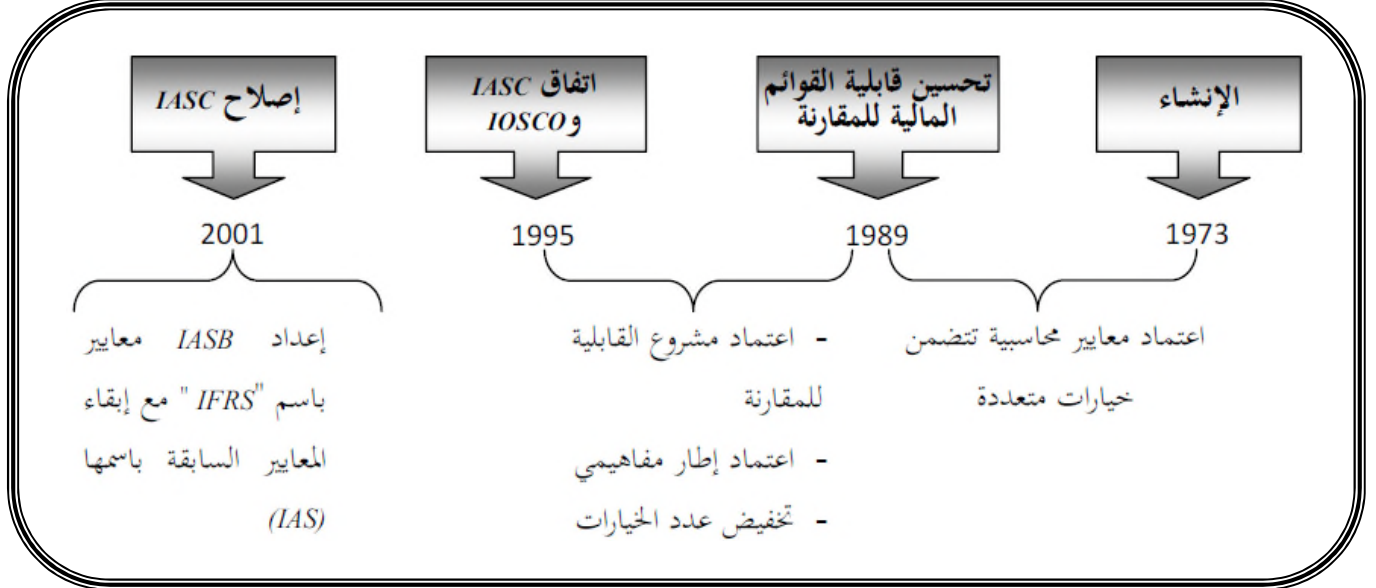 الإنشاء
تحسين قابلية القوائم
المالية للمقارنة
اتفاق IASC
و IOSCO
إصلاح IASC
1973
1989
1995
2001
اعتماد معايير محاسبية تتضمن
خيارات متعددة
- اعتماد مشروع القابلية
للمقارنة
- اعتماد إطار مفاهيمي
- تخفيض عدد الخيارات
إعداد IASB معايير
باسم "IFRS" مع إبقاء
المعايير السابقة باسمها
(IAS)